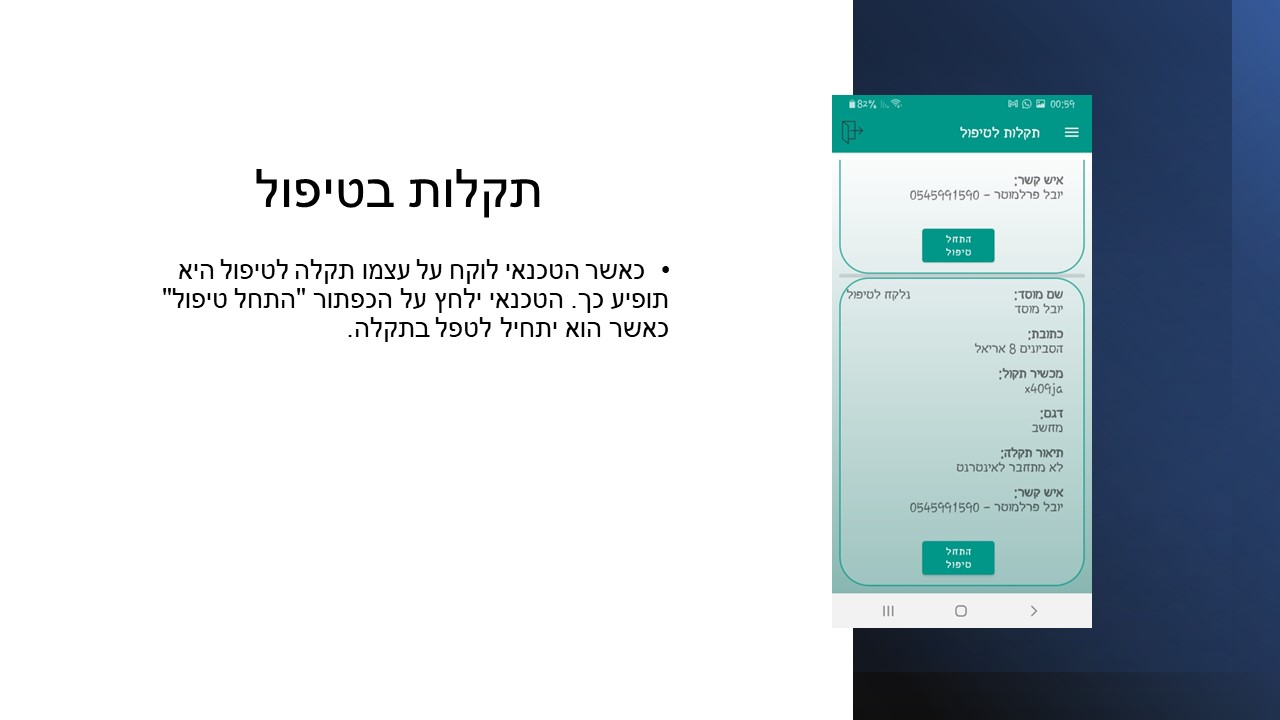 תקלות בטיפול
• כאשר הטכנאי לוקח על עצמו תקלה לטיפול היא
תופיע כך. הטכנאי ילחץ על הכפתור "התחל טיפול"
כאשר הוא יתחיל לטפל בתקלה.
82% 00:59
תקלות לטיפול
איש קשר:
יובל פרלמוטר - 0545991590
התחל
טיפול
שם מוסד: נלקח לטיפול
יובל מוסד
כתובת:
הסביונים 8 אריאל
מכשיר תקול:
x409ja
דגם:
מחשב
תיאור תקלה:
לא מתחבר לאינטרנט
איש קשר:
יובל פרלמוטר - 0545991590
התחל
טיפול